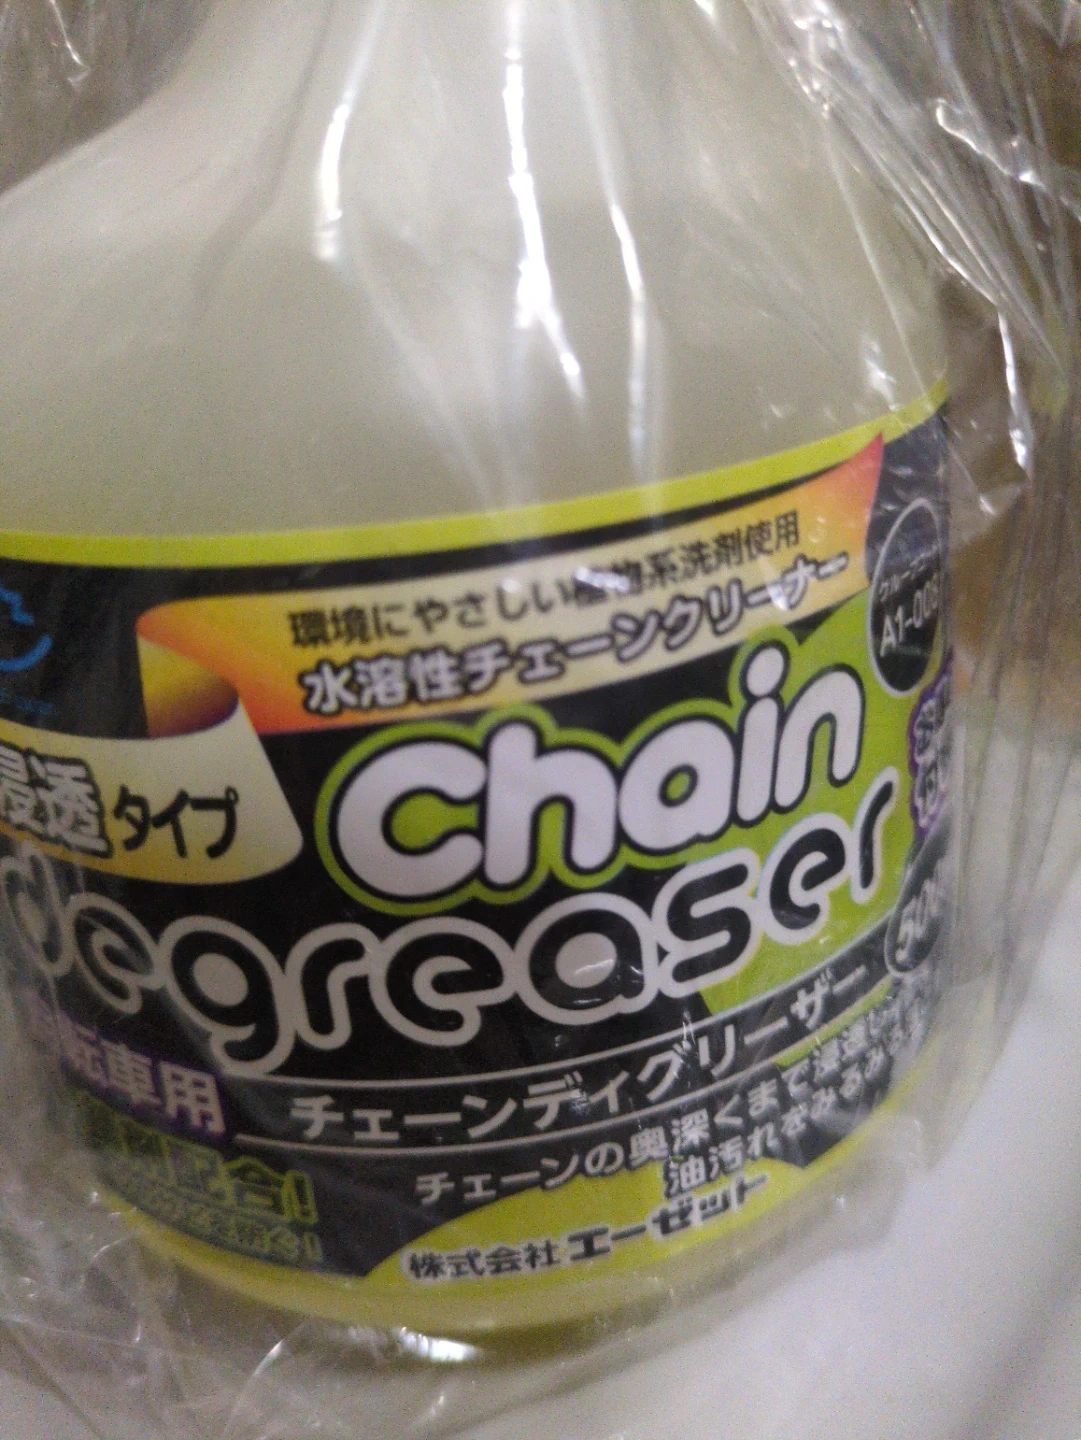 環境にやさしい植物系洗剤使用
水溶性チェーンクリーナー
A1-00
浸透タイプ
Chain
degreaser
自転車用
チェーンディグリーザー
チェーンの奥深くまで浸透し
油汚れをみるみる
配合!
株式会社エーゼット